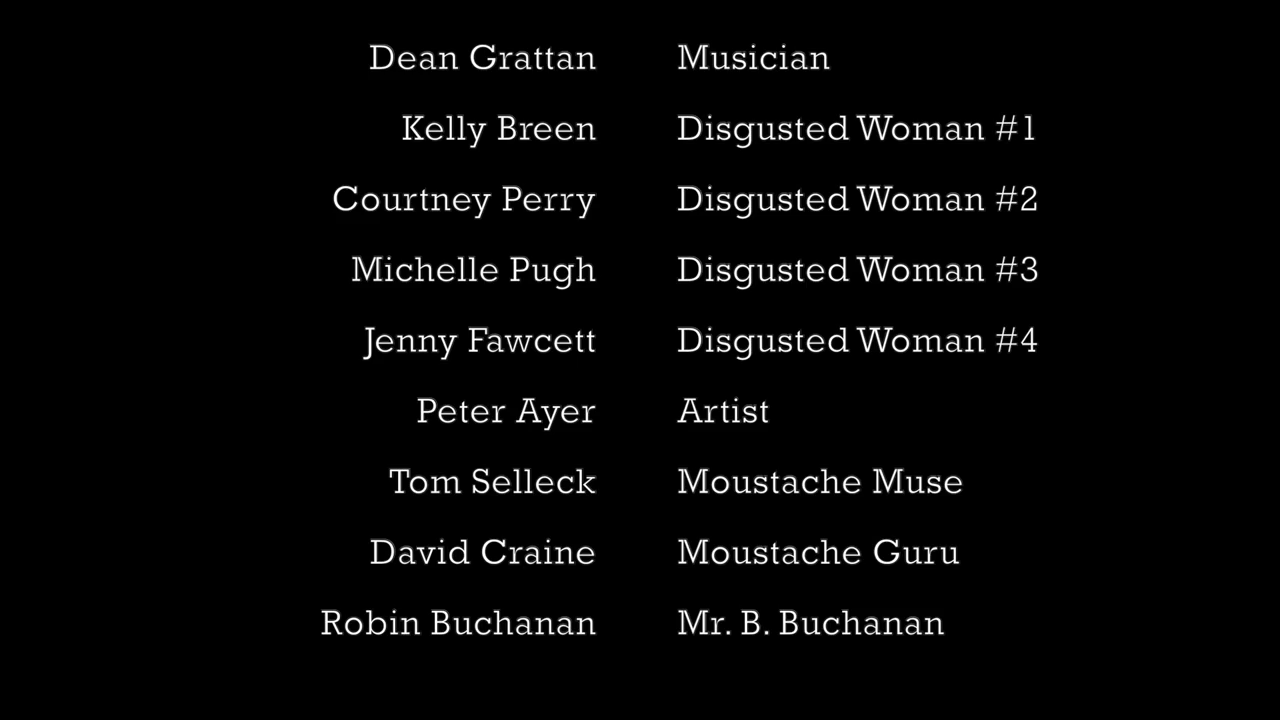 Dean Grattan Musician
Kelly Breen Disgusted Woman #1
Courtney Perry Disgusted Woman #2
Michelle Pugh Disgusted Woman #3
Jenny Fawcett Disgusted Woman #4
Peter Ayer Artist
Tom Selleck Moustache Muse
David Craine Moustache Guru
Robin Buchanan Mr. B. Buchanan